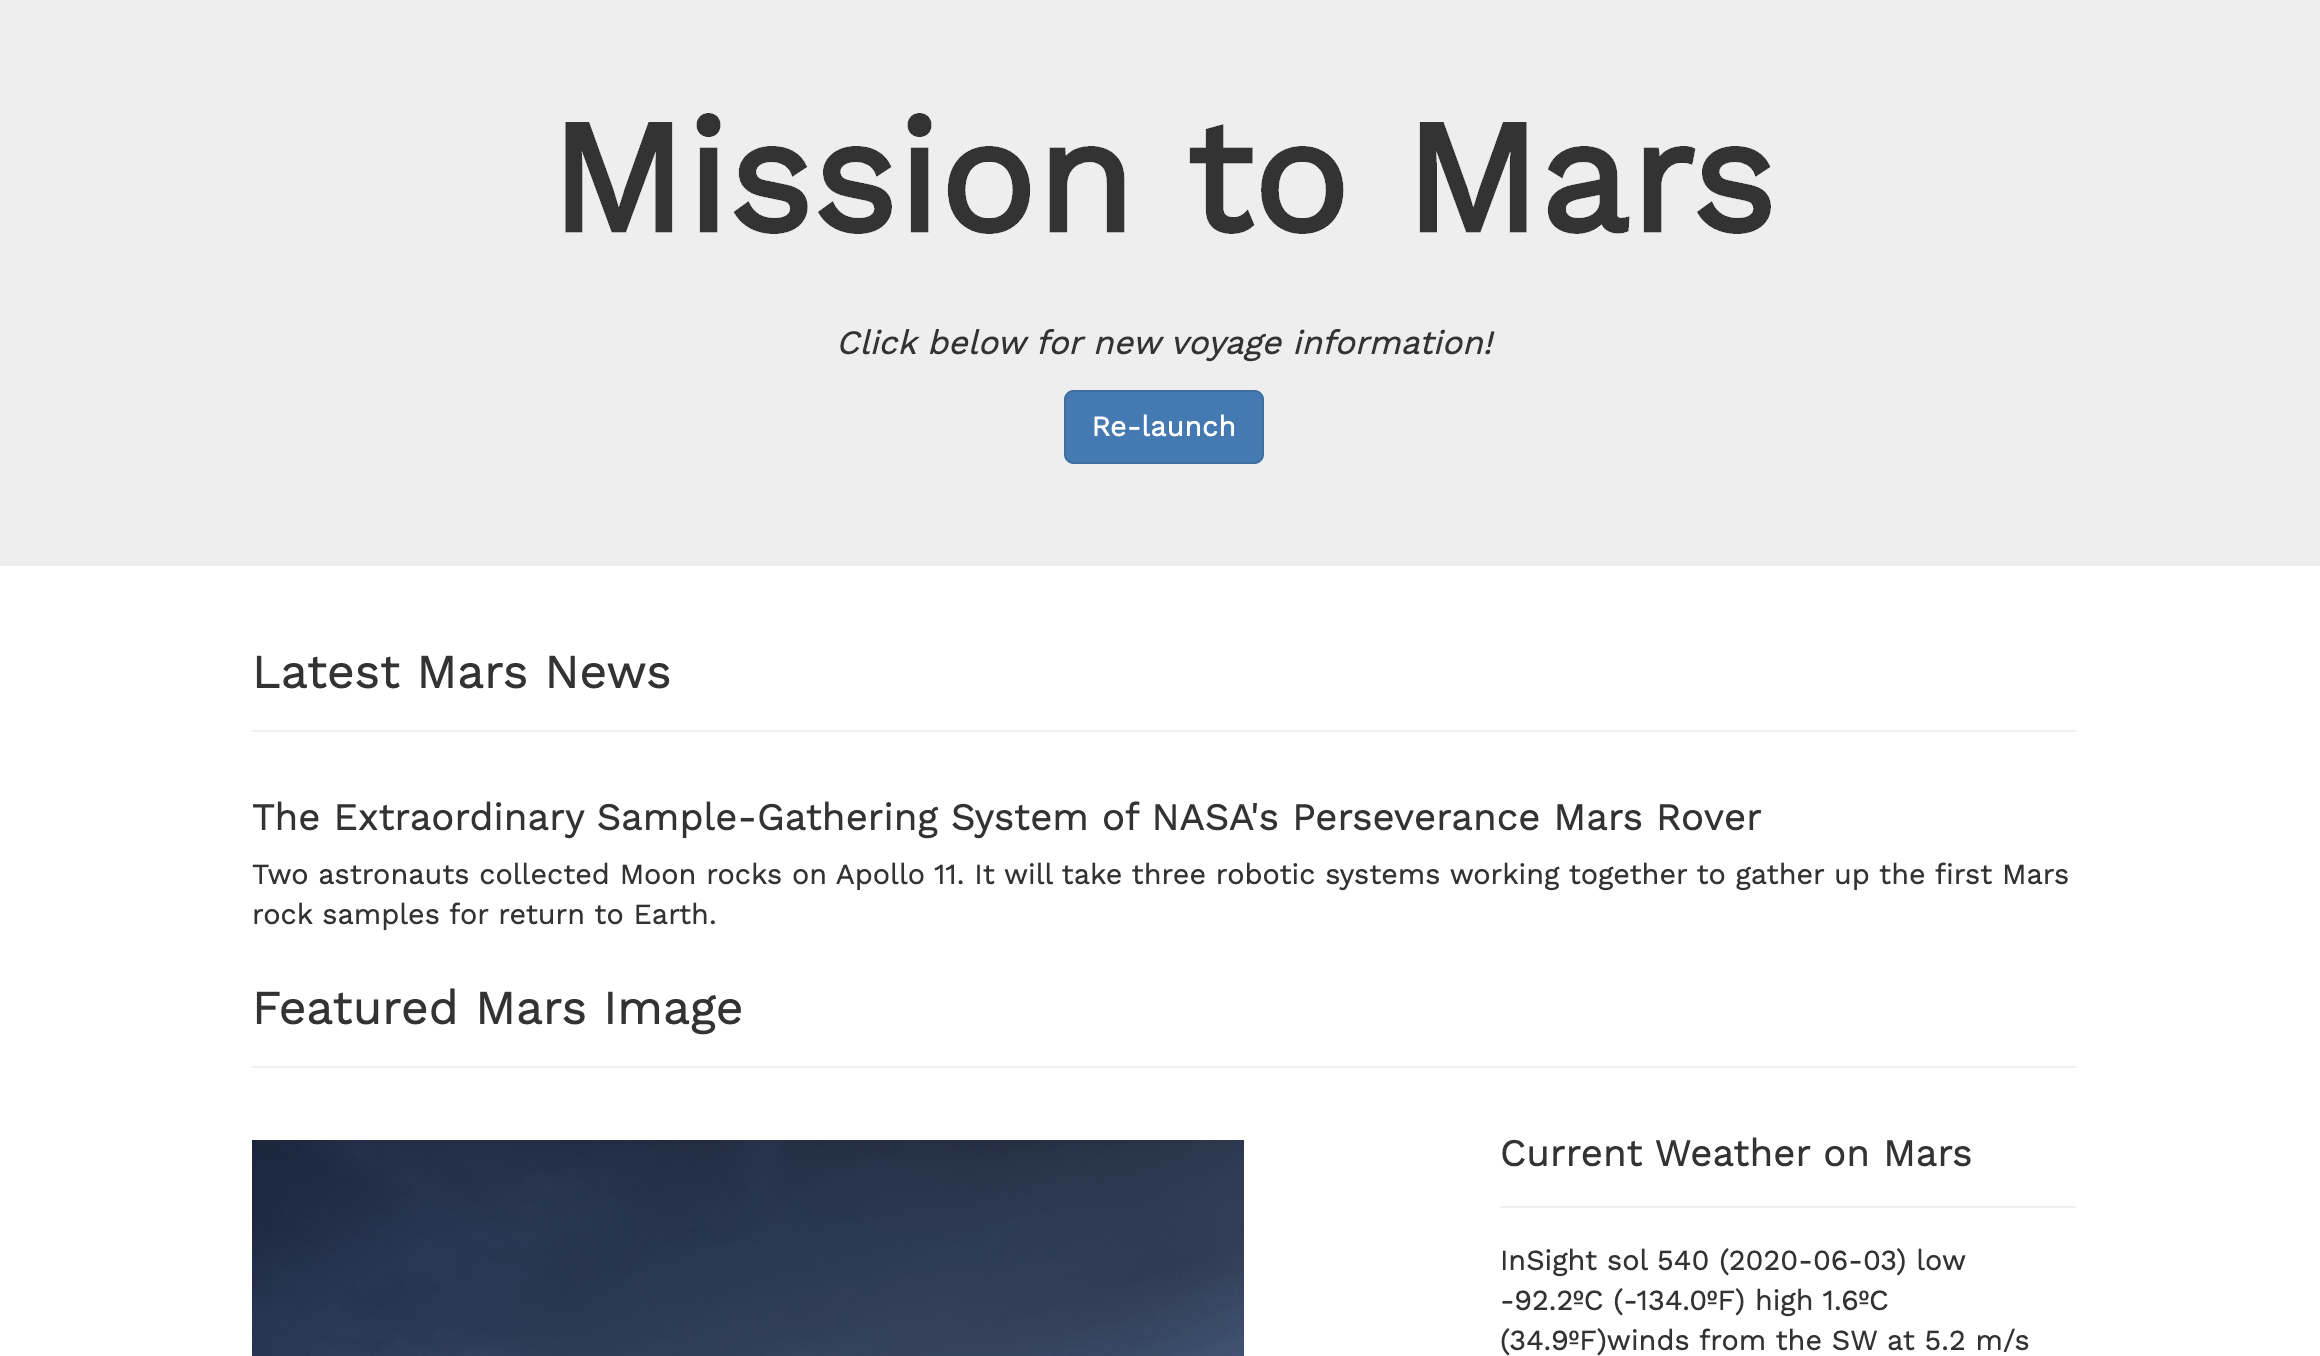 Mission to Mars
Click below for new voyage information!
Re-launch
Latest Mars News
The Extraordinary Sample-Gathering System of NASA's Perseverance Mars Rover
Two astronauts collected Moon rocks on Apollo 11. It will take three robotic systems working together to gather up the first Mars
rock samples for return to Earth.
Featured Mars Image
Current Weather on Mars
InSight sol 540 (2020-06-03) low
-92.2ºC (-134.0ºF) high 1.6ºC
(34.9ºF)winds from the SW at 5.2 m/s